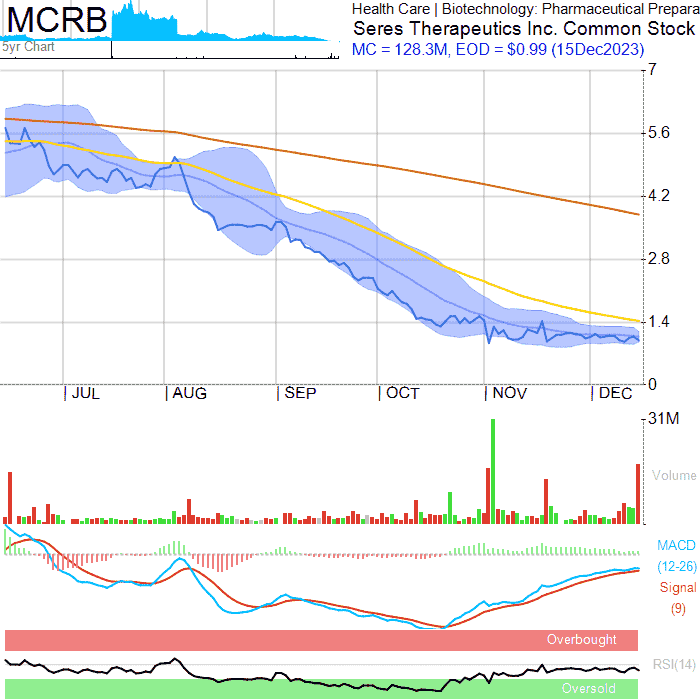 MCRB
Health Care | Biotechnology: Pharmaceutical Prepara
Seres Therapeutics Inc. Common Stock
5yr Chart
MC = 128.3M, EOD = $0.99 (15Dec2023)
7
5.6
4.2
2.8
1.4
0
JUL AUG SEP OCT NOV DEC
31M
Volume
MACD
(12-26)
Signal
(9)
Overbought
RSI(14)
Oversold